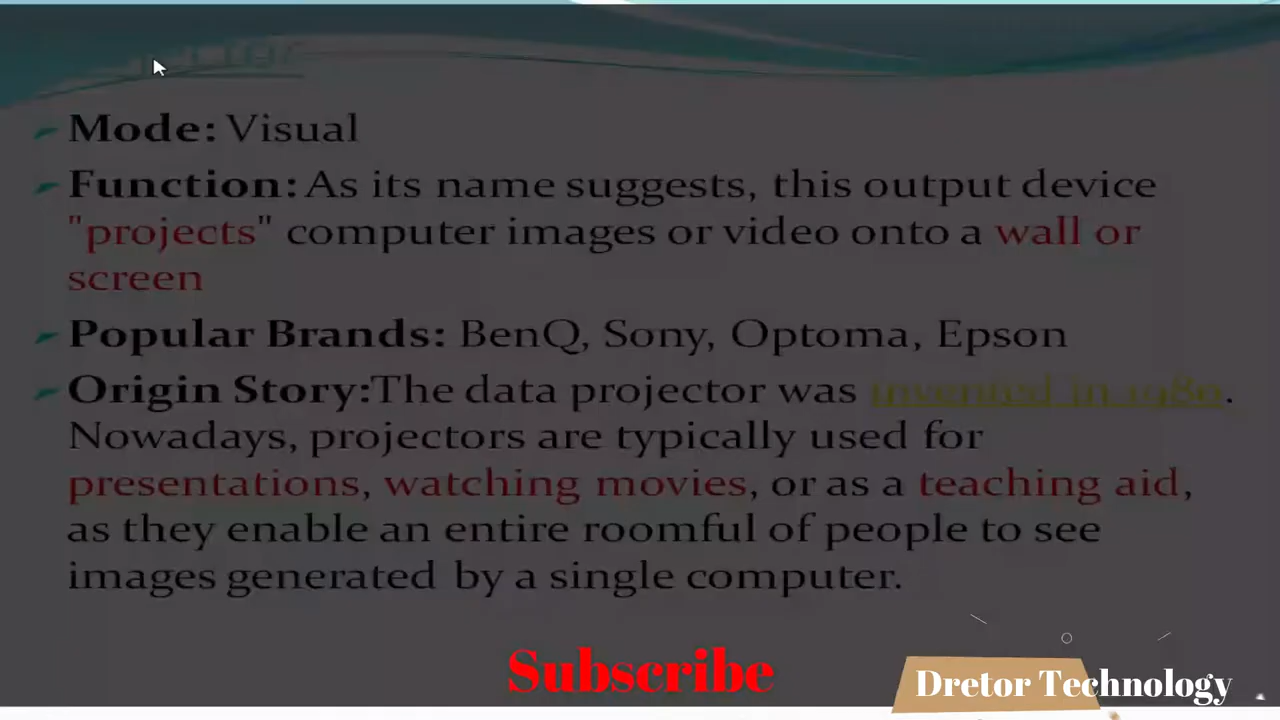 Mode: Visual
Function: As its name suggests, this output device
"projects" computer images or video onto a wall or
screen
Popular Brands: BenQ, Sony, Optoma, Epson
Origin Story:The data projector was invented in 1980.
Nowadays, projectors are typically used for
presentations, watching movies, or as a teaching aid,
as they enable an entire roomful of people to see
images generated by a single computer.
Subscribe
Dretor Technology